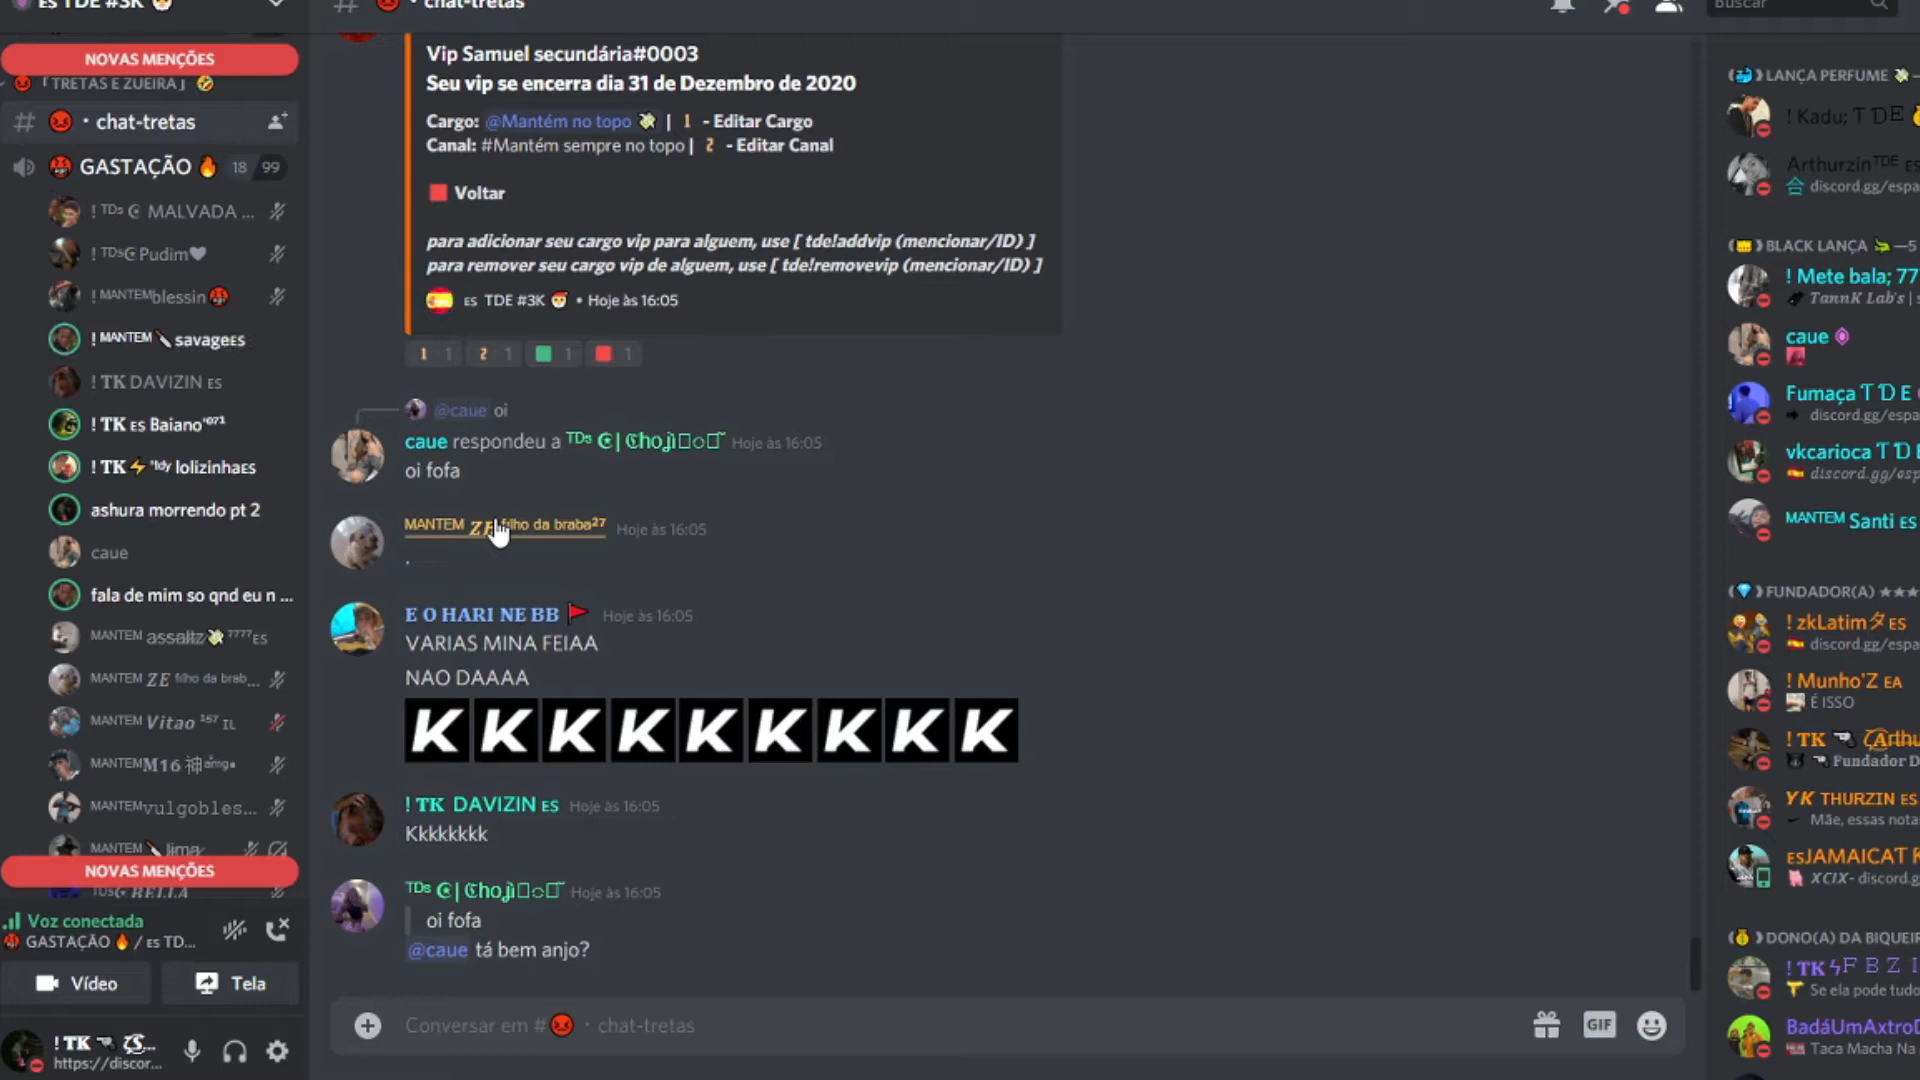 ES TDE #3K
NOVAS MENÇÕES
「TRETAS E ZUEIRA」
# · chat-tretas
GASTAÇÃO 18 99
! ᵀᴰˢ MALVADA ...
! ᵀᴰˢ Pudim
! ᴹᴬᴺᵀᴱᴹ blessin
! ᴹᴬᴺᵀᴱᴹ savageES
! TK DAVIZIN ES
! TK ES Baiano'⁰⁷¹
! TK lolizinhaES
ashura morrendo pt 2
caue
fala de mim so qnd eu n ...
MANTEM assaltz ⁷⁷⁷⁷ES
MANTEM ZE filho da brab...
MANTEM Vitao ¹⁵⁷ IL
MANTEM M16 神
MANTEM vulgobles...
MANTEM lima
NOVAS MENÇÕES
Voz conectada
GASTAÇÃO / ES TD...
Vídeo
Tela
! TK
https://discor...
# · chat-tretas
Buscar
Vip Samuel secundária#0003
Seu vip se encerra dia 31 de Dezembro de 2020
Cargo: @Mantém no topo | 1 - Editar Cargo
Canal: #Mantém sempre no topo | 2 - Editar Canal
Voltar
para adicionar seu cargo vip para alguem, use [ tde!addvip (mencionar/ID) ]
para remover seu cargo vip de alguem, use [ tde!removevip (mencionar/ID) ]
ES TDE #3K • Hoje às 16:05
1 1 2 1 1 1
@caue oi
caue respondeu a ᵀᴰˢ Hoje às 16:05
oi fofa
MANTEM ZE filho da braba²⁷ Hoje às 16:05
.
E O HARI NE BB Hoje às 16:05
VARIAS MINA FEIAA
NAO DAAAA
K K K K K K K K K
! TK DAVIZIN ES Hoje às 16:05
Kkkkkkkk
ᵀᴰˢ Hoje às 16:05
oi fofa
@caue tá bem anjo?
Conversar em # · chat-tretas
GIF
LANÇA PERFUME
! Kadu; T D E
Arthurzin ᵀᴰᴱ ES
discord.gg/espa
BLACK LANÇA —5
! Mete bala; 77
TannK Lab's | s
caue
Fumaça T D E
discord.gg/espa
vkcarioca T D E
discord.gg/espa
MANTEM Santi ES
FUNDADOR(A) ★★★
! zkLatim ES
discord.gg/espa
! Munho'Z EA
É ISSO
! TK Arthu
Fundador D
YK THURZIN ES
Mãe, essas nota
ESJAMAICA
XCIX- discord.g
DONO(A) DA BIQUEIR
! TK F B Z I
Se ela pode tudo
BadáUmAxtro
Taca Macha Na